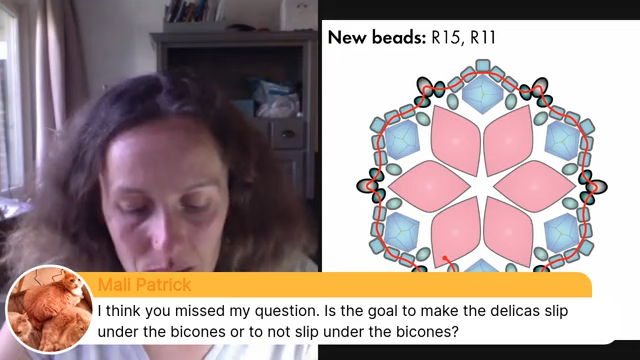 New beads: R15, R11
Mali Patrick
I think you missed my question. Is the goal to make the delicas slip
under the bicones or to not slip under the bicones?